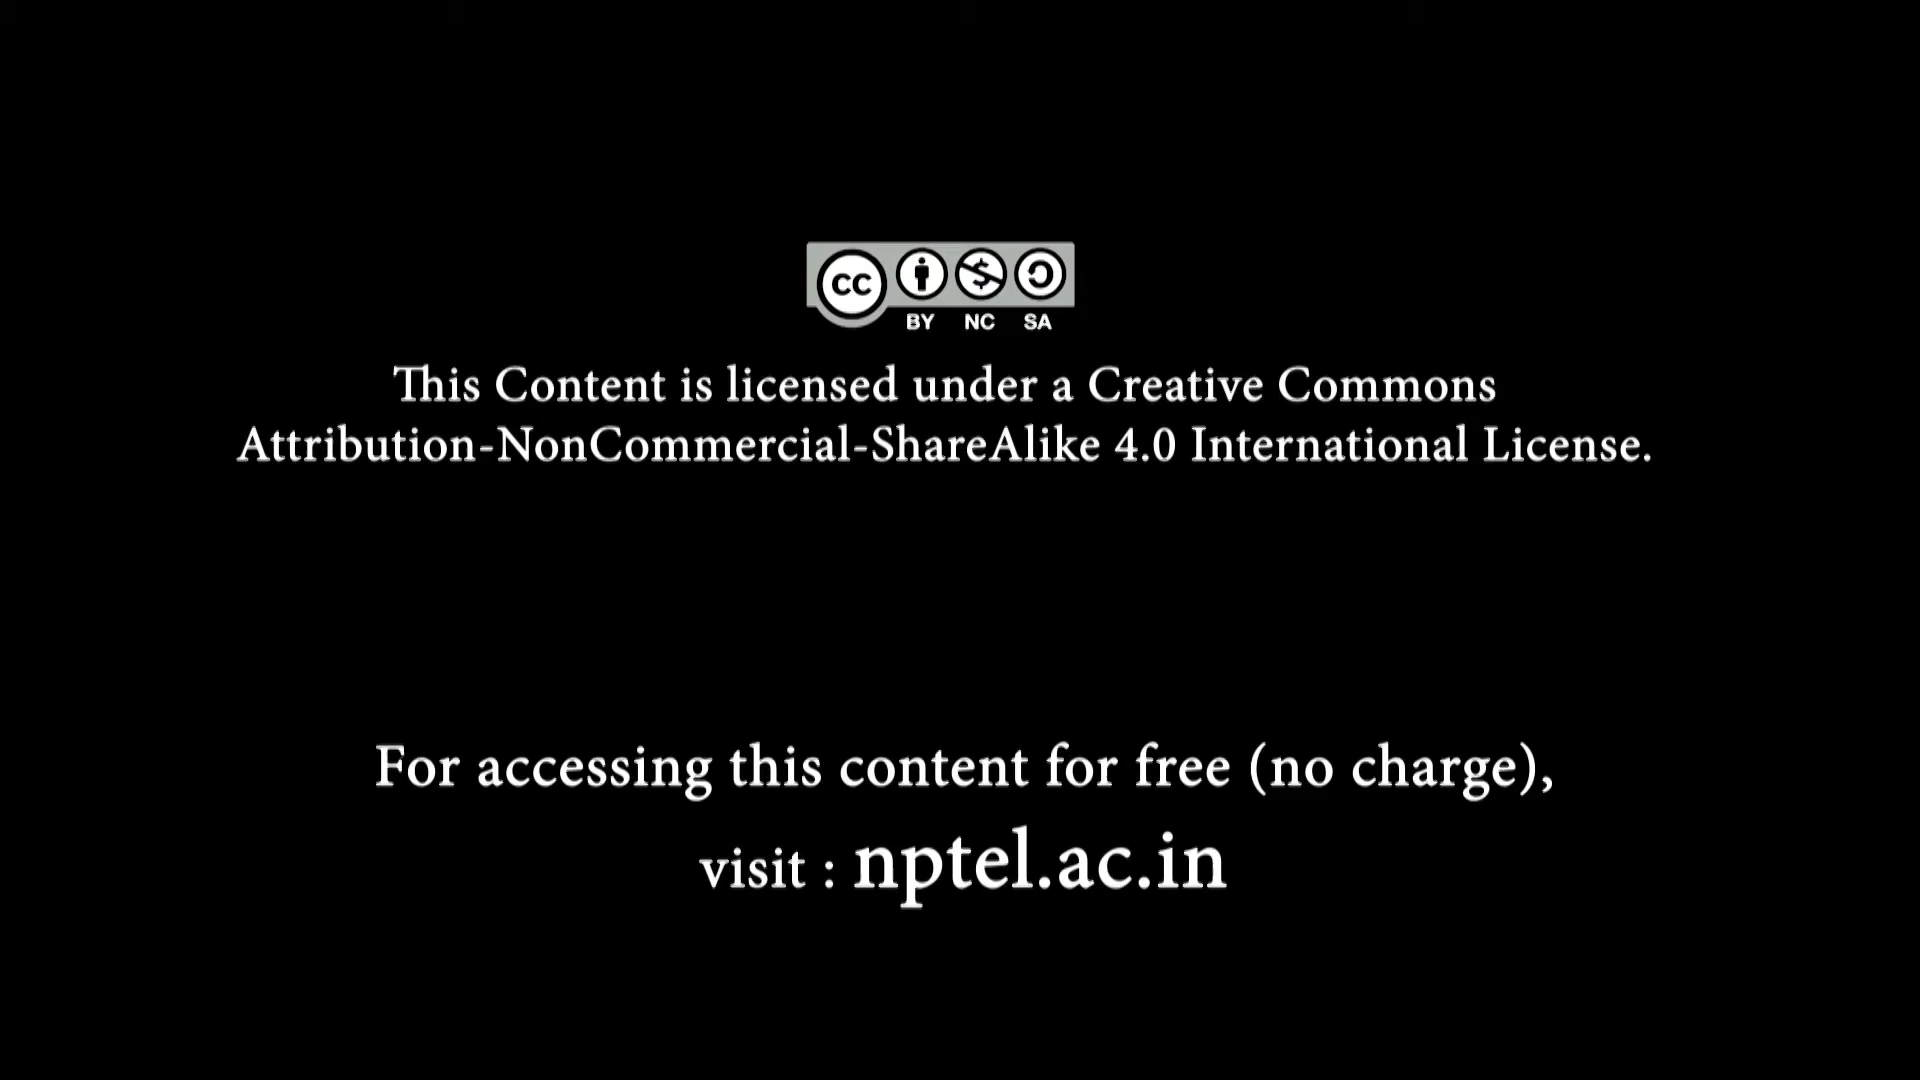 cc
BY NC SA
This Content is licensed under a Creative Commons
Attribution-NonCommercial-ShareAlike 4.0 International License.
For accessing this content for free (no charge),
visit : nptel.ac.in